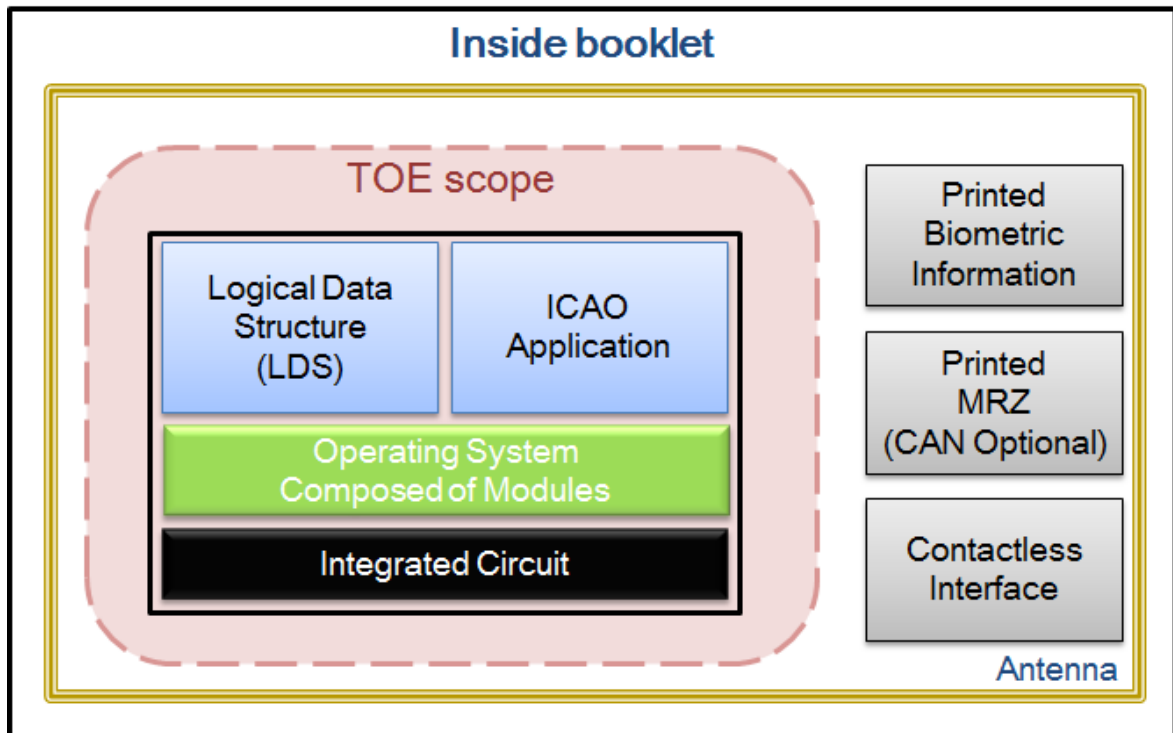 Inside booklet
TOE scope
Logical Data
Structure
(LDS)
ICAO
Application
Operating System
Composed of Modules
Integrated Circuit
Printed
Biometric
Information
Printed
MRZ
(CAN Optional)
Contactless
Interface
Antenna